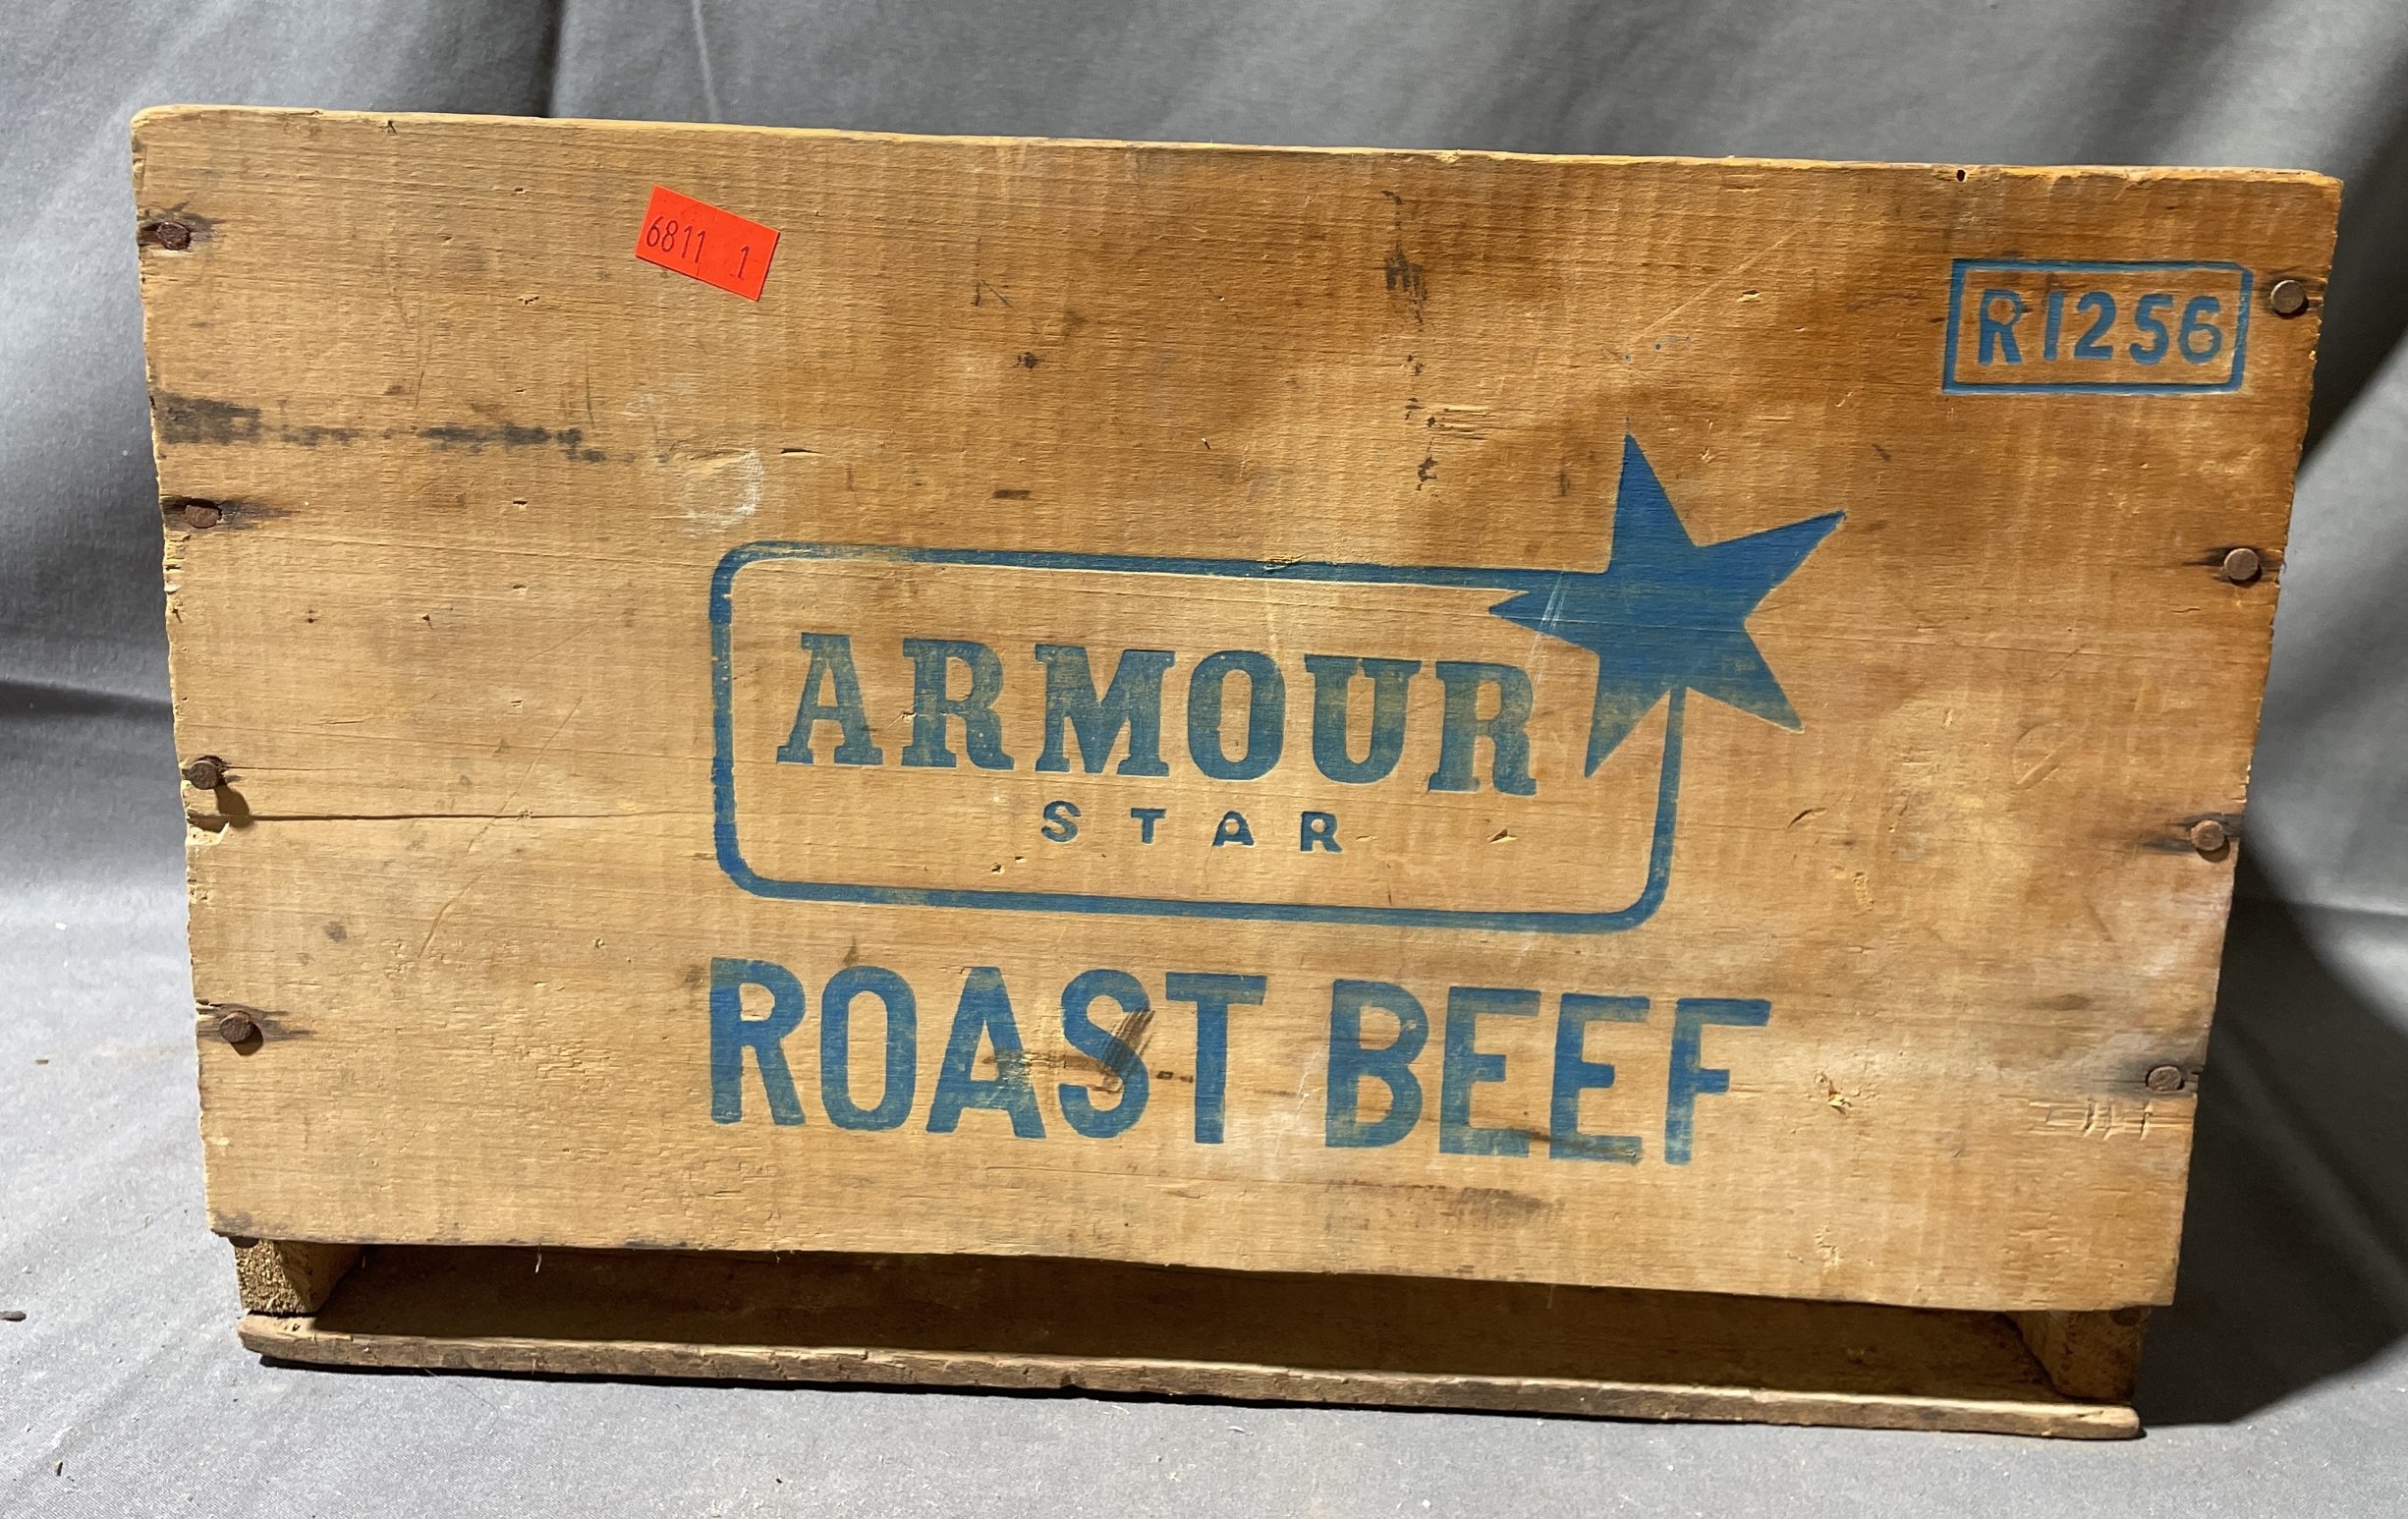 6811 1
R1256
ARMOUR
STAR
ROAST BEEF